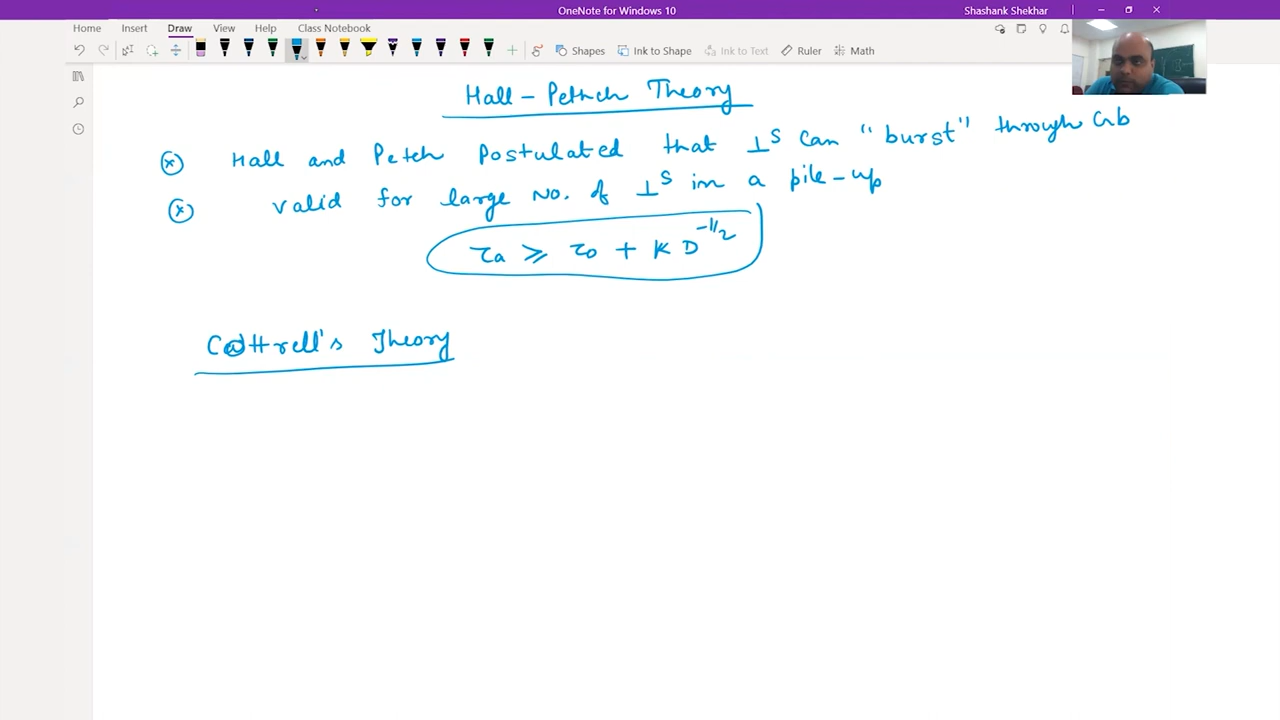 OneNote for Windows 10
Shashank Shekhar
Home Insert Draw View Help Class Notebook
Shapes Ink to Shape Ink to Text Ruler Math
Hall-Petch Theory
Hall and Petch Postulated that ⊥s can "burst" through Gb
valid for large No. of ⊥s in a pile-up
τa ≥ τo + K D^-1/2
Cottrell's Theory